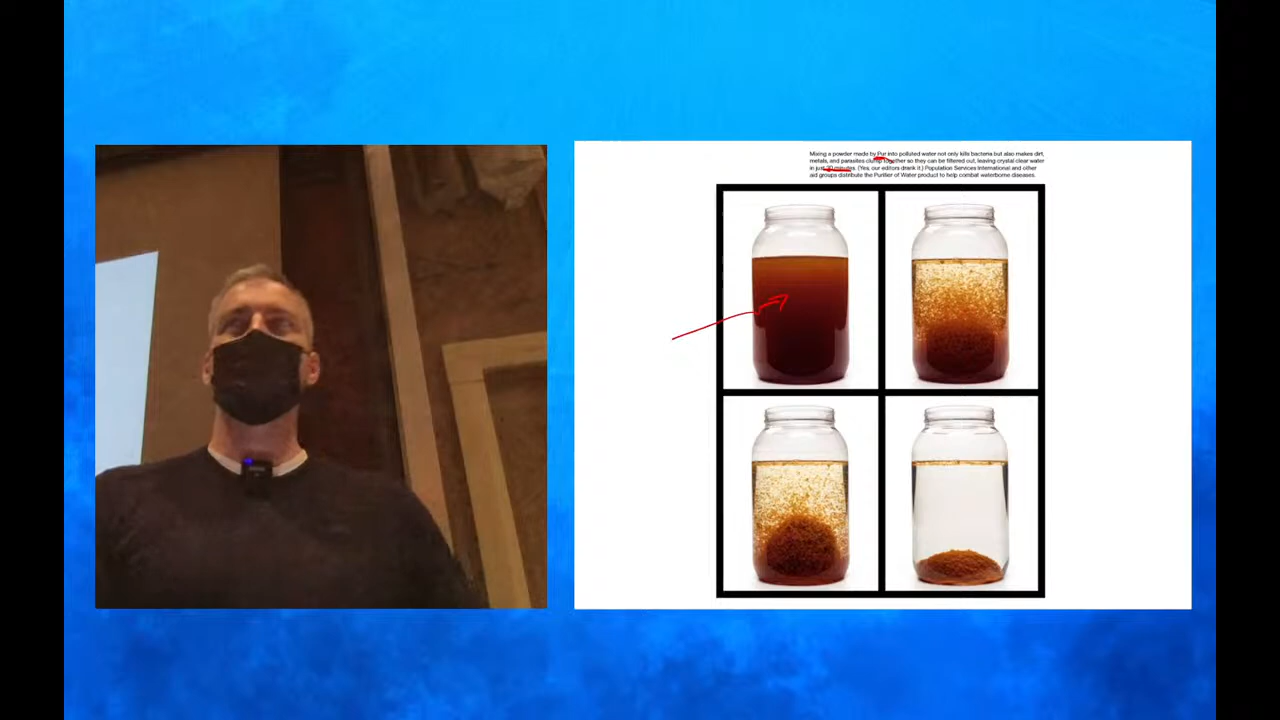 Mixing a powder made by Pur into polluted water not only kills bacteria but also makes dirt,
metals, and parasites clump together so they can be filtered out, leaving crystal clear water
in just 30 minutes. (Yes, our editors drank it.) Population Services International and other
aid groups distribute the Purifier of Water product to help combat waterborne diseases.